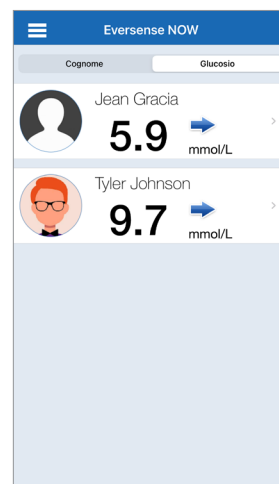 Eversense NOW
Cognome Glucosio
Jean Gracia
5.9
mmol/L
Tyler Johnson
9.7
mmol/L